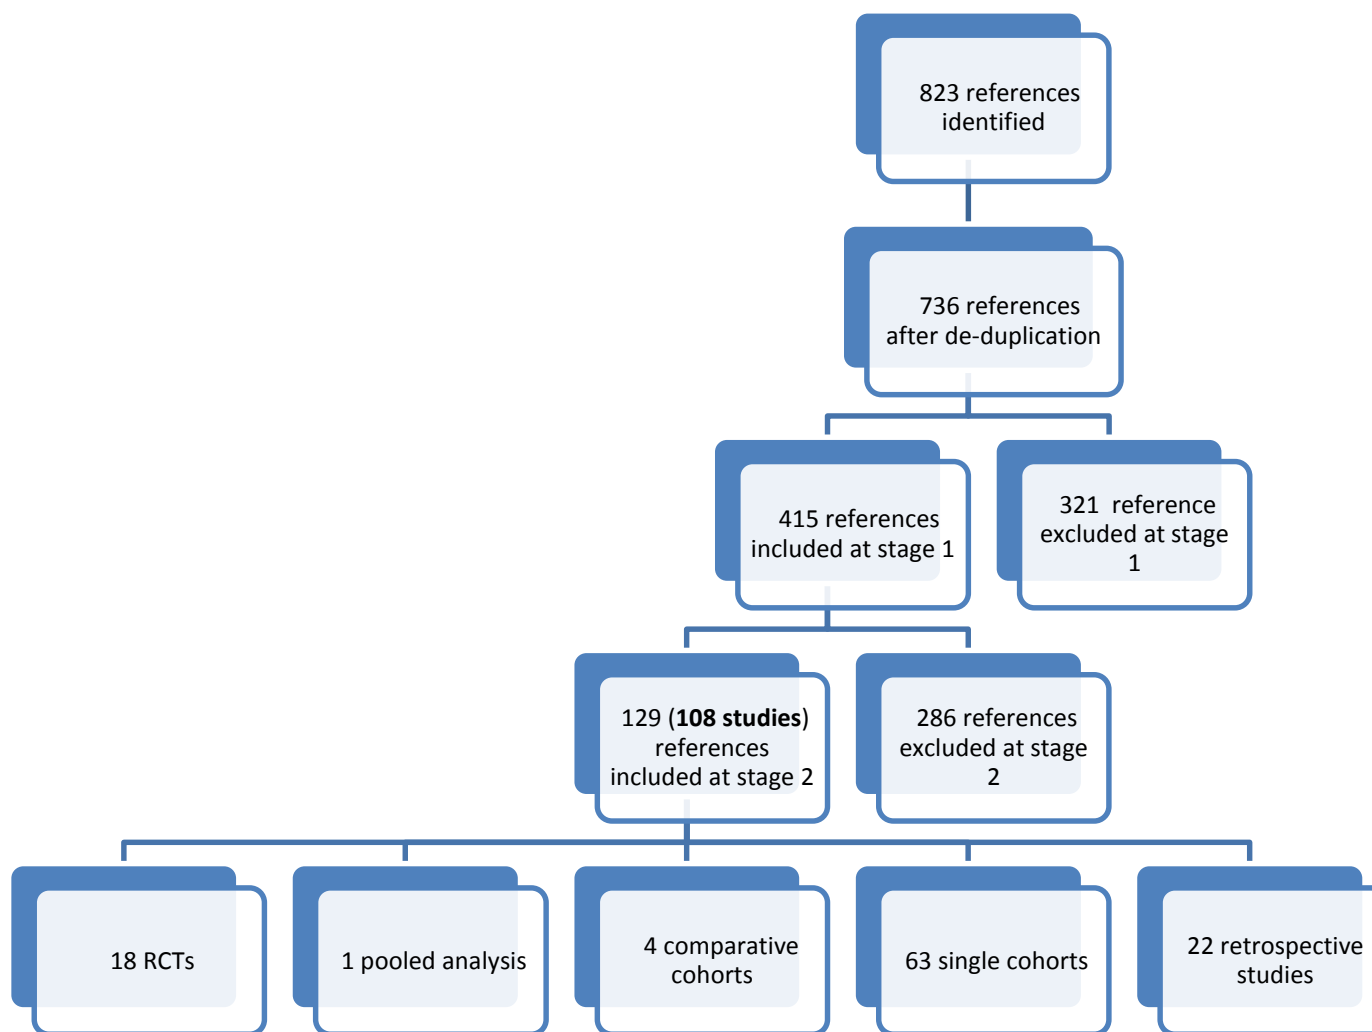 823 references
identified
736 references
after de-duplication
415 references
included at stage 1
321  reference
excluded at stage
1
129 (108 studies)
references
included at stage 2
286 references
excluded at stage
2
18 RCTs
1 pooled analysis
4 comparative
cohorts
63 single cohorts
22 retrospective
studies